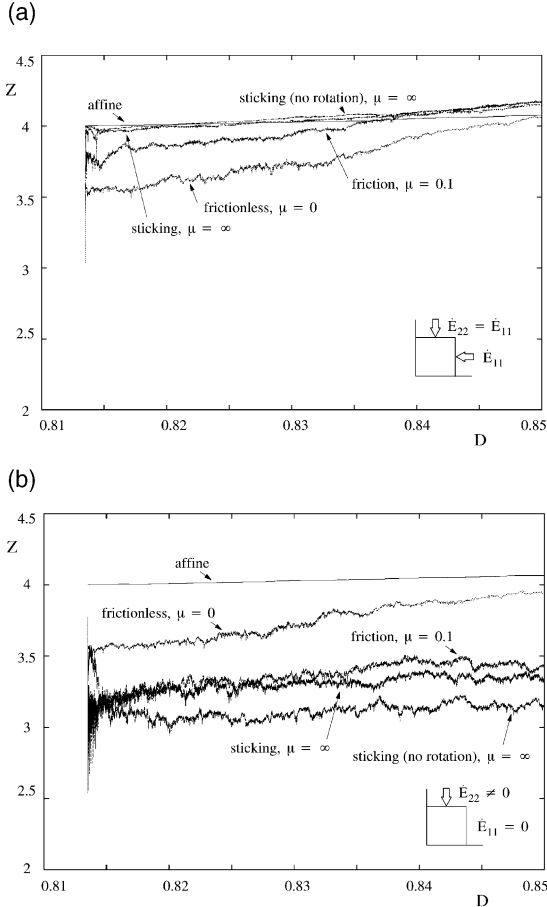 (a)
4.5
Z
sticking (no rotation), μ = ∞
affine
4
3.5
friction, μ = 0.1
frictionless, μ = 0
sticking, μ = ∞
3
2.5
Ė22 = Ė11
Ė11
2
0.81 0.82 0.83 0.84 0.85
D
(b)
4.5
Z
affine
4
frictionless, μ = 0
3.5
friction, μ = 0.1
3
sticking, μ = ∞
sticking (no rotation), μ = ∞
2.5
Ė22 ≠ 0
Ė11 = 0
2
0.81 0.82 0.83 0.84 0.85
D